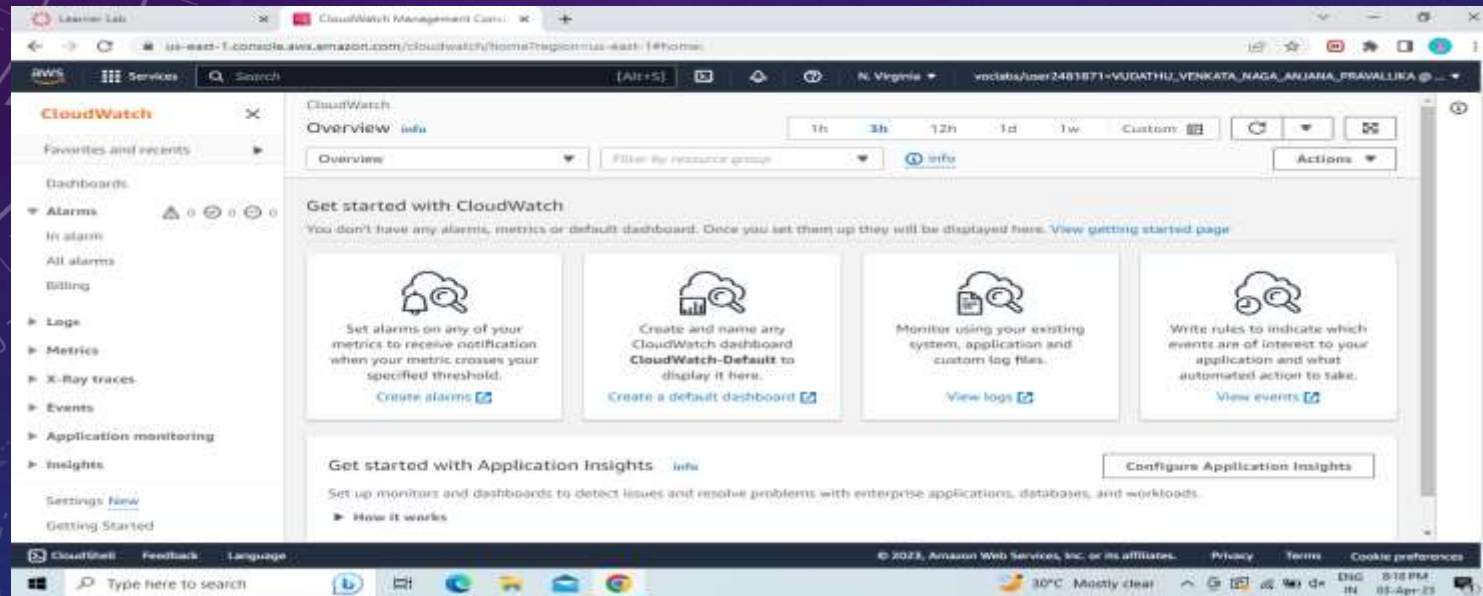 Learner Lab
CloudWatch Management Consol
us-east-1.console.aws.amazon.com/cloudwatch/home?region=us-east-1#home:
aws Services Search [Alt+S] N. Virginia voclabs/user2481871=VUDATHU_VENKATA_NAGA_ANJANA_PRAVALLIKA @ ...
CloudWatch
Favorites and recents
Dashboards
Alarms 0 0 0
In alarm
All alarms
Billing
Logs
Metrics
X-Ray traces
Events
Application monitoring
Insights
Settings New
Getting Started
CloudWatch
Overview Info
1h 3h 12h 1d 1w Custom
Overview Filter by resource group Info Actions
Get started with CloudWatch
You don't have any alarms, metrics or default dashboard. Once you set them up they will be displayed here. View getting started page
Set alarms on any of your
metrics to receive notification
when your metric crosses your
specified threshold.
Create alarms
Create and name any
CloudWatch dashboard
CloudWatch-Default to
display it here.
Create a default dashboard
Monitor using your existing
system, application and
custom log files.
View logs
Write rules to indicate which
events are of interest to your
application and what
automated action to take.
View events
Get started with Application Insights Info
Configure Application Insights
Set up monitors and dashboards to detect issues and resolve problems with enterprise applications, databases, and workloads.
How it works
CloudShell Feedback Language © 2023, Amazon Web Services, Inc. or its affiliates. Privacy Terms Cookie preferences
Type here to search
30°C Mostly clear
ENG
IN
8:18 PM
03-Apr-23